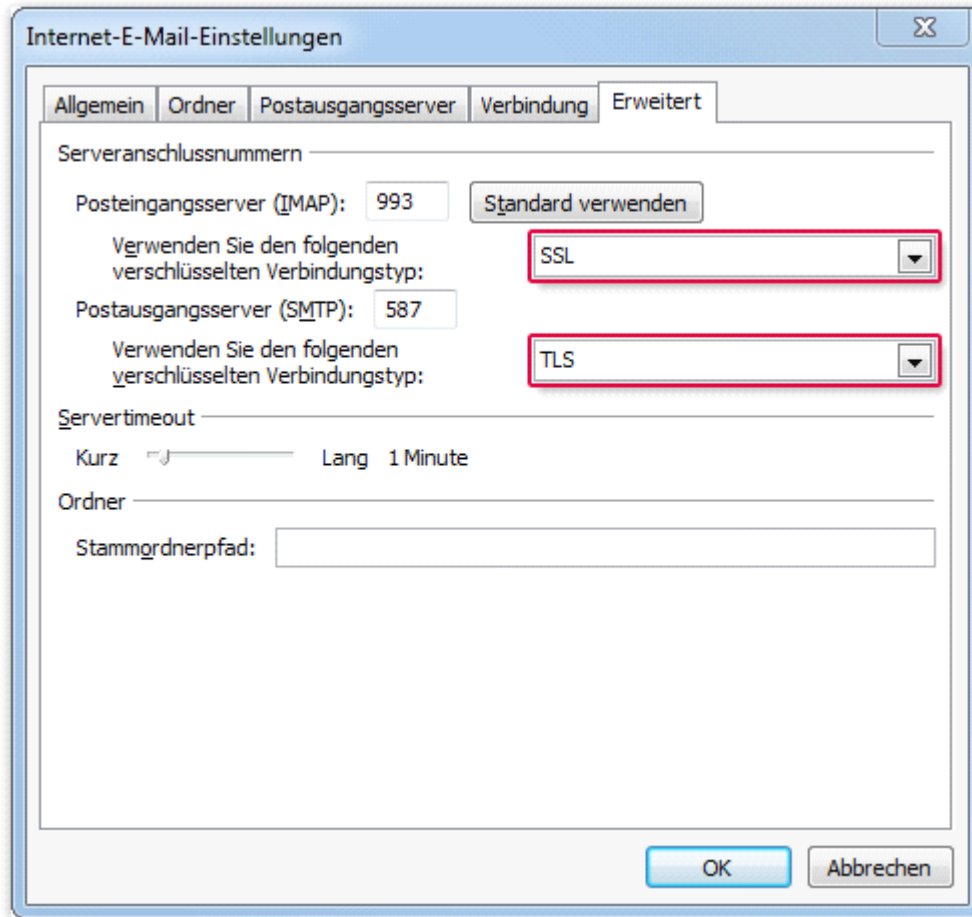 Internet-E-Mail-Einstellungen
Allgemein Ordner Postausgangsserver Verbindung Erweitert
Serveranschlussnummern
Posteingangsserver (IMAP): 993 Standard verwenden
Verwenden Sie den folgenden
verschlüsselten Verbindungstyp: SSL
Postausgangsserver (SMTP): 587
Verwenden Sie den folgenden
verschlüsselten Verbindungstyp: TLS
Servertimeout
Kurz Lang 1 Minute
Ordner
Stammordnerpfad:
OK Abbrechen